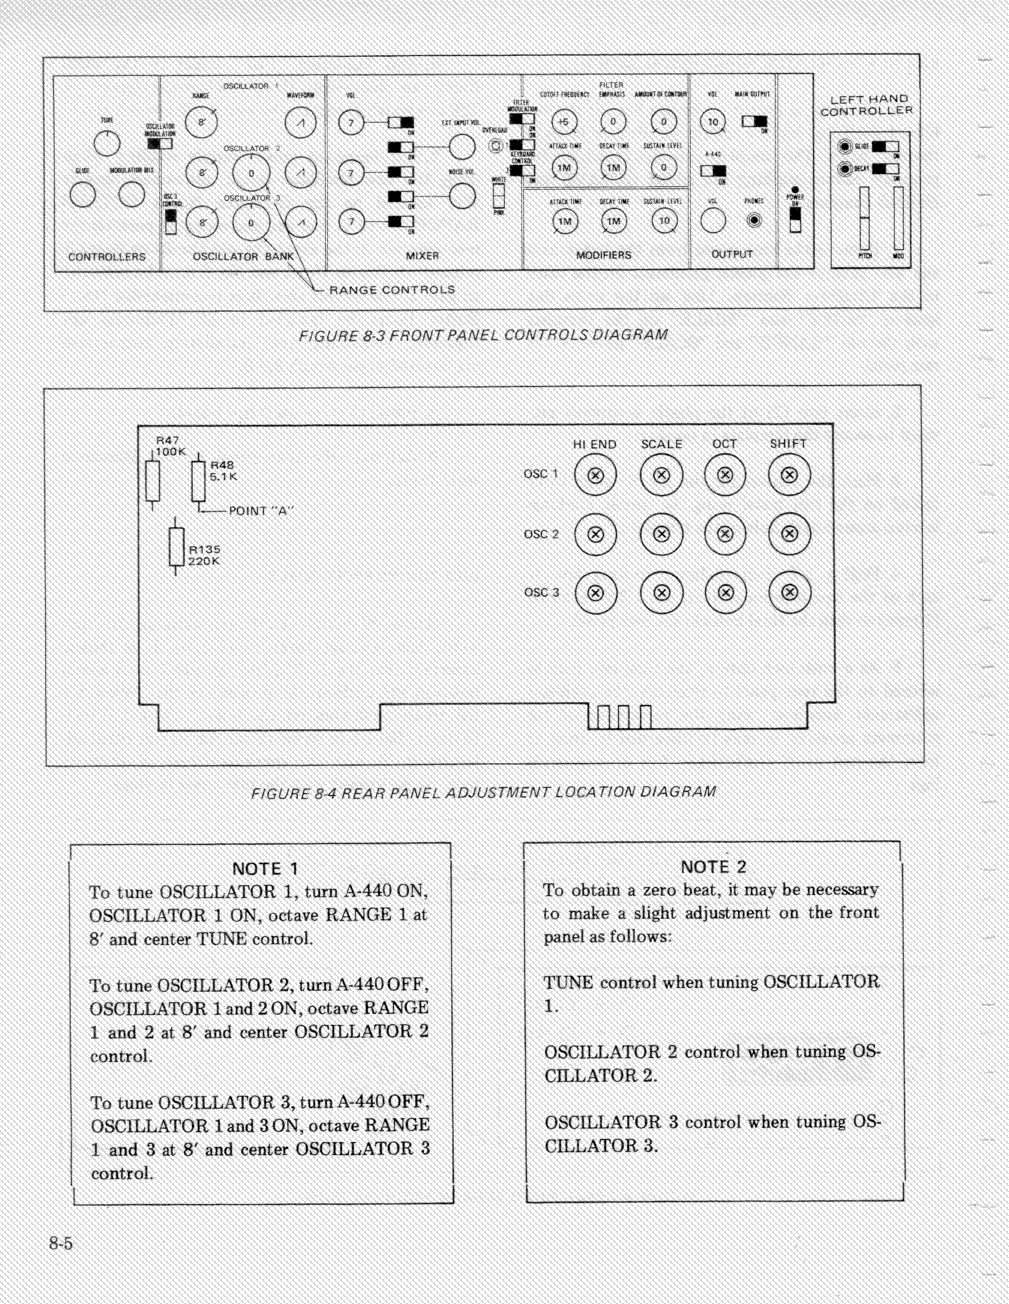 OSCILLATOR 1
RANGE
WAVEFORM
VOL
FILTER
CUTOFF FREQUENCY
EMPHASIS
AMOUNT OF CONTOUR
VOL
MAIN OUTPUT
LEFT HAND
CONTROLLER
TUNE
OSCILLATOR
MODULATION
8'
7
ON
EXT INPUT VOL
OVERLOAD
FILTER
MODULATION
ON
ON
1
KEYBOARD
CONTROL
2
ON
+5
0
0
10
ON
GLIDE
ON
DECAY
ON
OSCILLATOR 2
ATTACK TIME
DECAY TIME
SUSTAIN LEVEL
A-440
GLIDE
MODULATION MIX
8'
0
7
ON
ON
NOISE VOL
WHITE
PINK
1M
1M
0
OSC 3
CONTROL
OSCILLATOR 3
ATTACK TIME
DECAY TIME
SUSTAIN LEVEL
VOL
PHONES
POWER
ON
8'
0
7
ON
ON
1M
1M
10
CONTROLLERS
OSCILLATOR BANK
MIXER
MODIFIERS
OUTPUT
PITCH
MOD
RANGE CONTROLS
FIGURE 8-3 FRONT PANEL CONTROLS DIAGRAM
R47
100K
R48
5.1K
POINT "A"
R135
220K
HI END
SCALE
OCT
SHIFT
OSC 1
OSC 2
OSC 3
FIGURE 8-4 REAR PANEL ADJUSTMENT LOCATION DIAGRAM
NOTE 1
To tune OSCILLATOR 1, turn A-440 ON,
OSCILLATOR 1 ON, octave RANGE 1 at
8' and center TUNE control.
To tune OSCILLATOR 2, turn A-440 OFF,
OSCILLATOR 1 and 2 ON, octave RANGE
1 and 2 at 8' and center OSCILLATOR 2
control.
To tune OSCILLATOR 3, turn A-440 OFF,
OSCILLATOR 1 and 3 ON, octave RANGE
1 and 3 at 8' and center OSCILLATOR 3
control.
NOTE 2
To obtain a zero beat, it may be necessary
to make a slight adjustment on the front
panel as follows:
TUNE control when tuning OSCILLATOR
1.
OSCILLATOR 2 control when tuning OS-
CILLATOR 2.
OSCILLATOR 3 control when tuning OS-
CILLATOR 3.
8-5